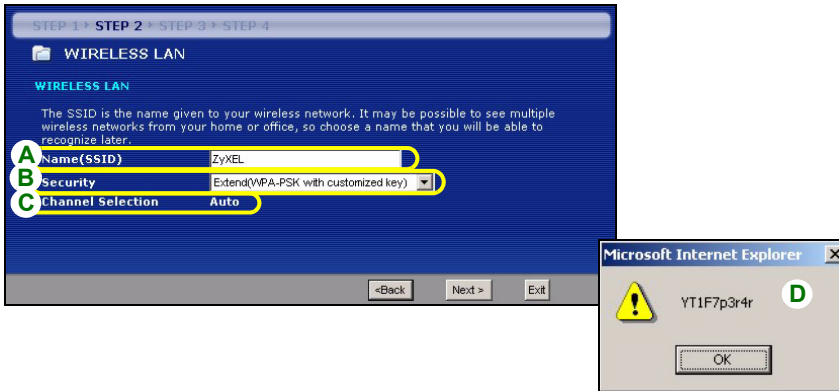 STEP 1 › STEP 2 › STEP 3 › STEP 4
WIRELESS LAN
WIRELESS LAN
The SSID is the name given to your wireless network. It may be possible to see multiple
wireless networks from your home or office, so choose a name that you will be able to
recognize later.
A Name(SSID) ZyXEL
B Security Extend(WPA-PSK with customized key)
C Channel Selection Auto
<Back Next > Exit
Microsoft Internet Explorer X
YT1F7p3r4r D
OK